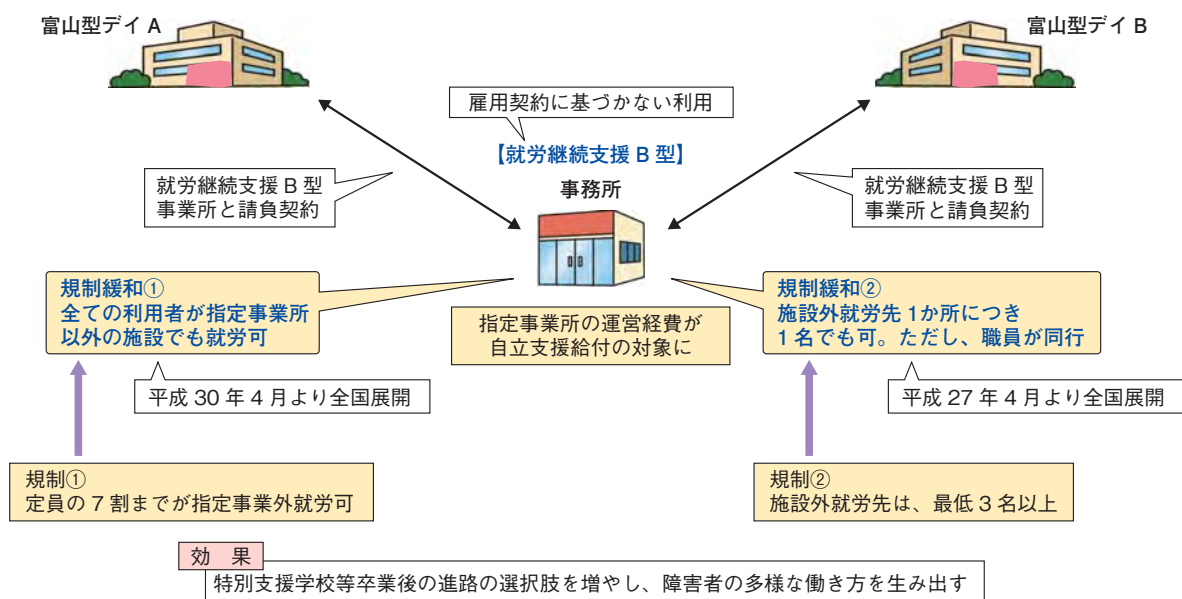 富山型デイ A
富山型デイ B
雇用契約に基づかない利用
【就労継続支援 B 型】
事務所
就労継続支援 B 型
事業所と請負契約
就労継続支援 B 型
事業所と請負契約
規制緩和①
全ての利用者が指定事業所
以外の施設でも就労可
指定事業所の運営経費が
自立支援給付の対象に
規制緩和②
施設外就労先 1か所につき
1 名でも可。ただし、職員が同行
平成 30 年 4 月より全国展開
平成 27 年 4 月より全国展開
規制①
定員の 7 割までが指定事業外就労可
規制②
施設外就労先は、最低 3 名以上
効　果
特別支援学校等卒業後の進路の選択肢を増やし、障害者の多様な働き方を生み出す